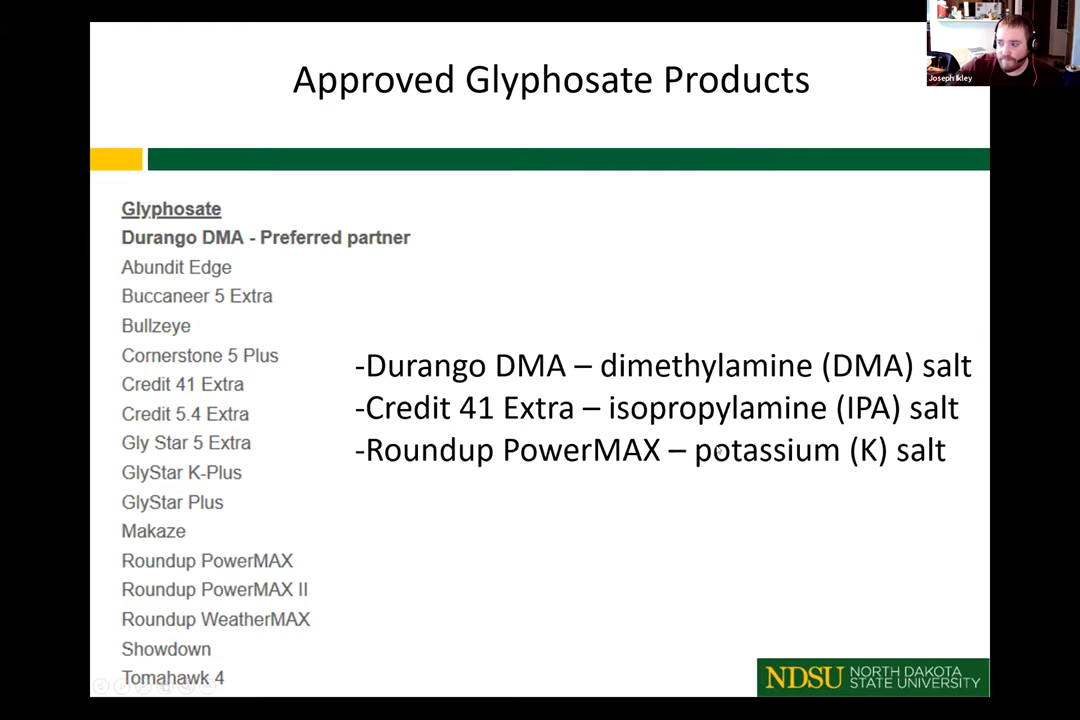 Joseph Ikley
Approved Glyphosate Products
Glyphosate
Durango DMA - Preferred partner
Abundit Edge
Buccaneer 5 Extra
Bullzeye
Cornerstone 5 Plus
Credit 41 Extra
Credit 5.4 Extra
Gly Star 5 Extra
GlyStar K-Plus
GlyStar Plus
Makaze
Roundup PowerMAX
Roundup PowerMAX II
Roundup WeatherMAX
Showdown
Tomahawk 4
-Durango DMA – dimethylamine (DMA) salt
-Credit 41 Extra – isopropylamine (IPA) salt
-Roundup PowerMAX – potassium (K) salt
NDSU NORTH DAKOTA
STATE UNIVERSITY